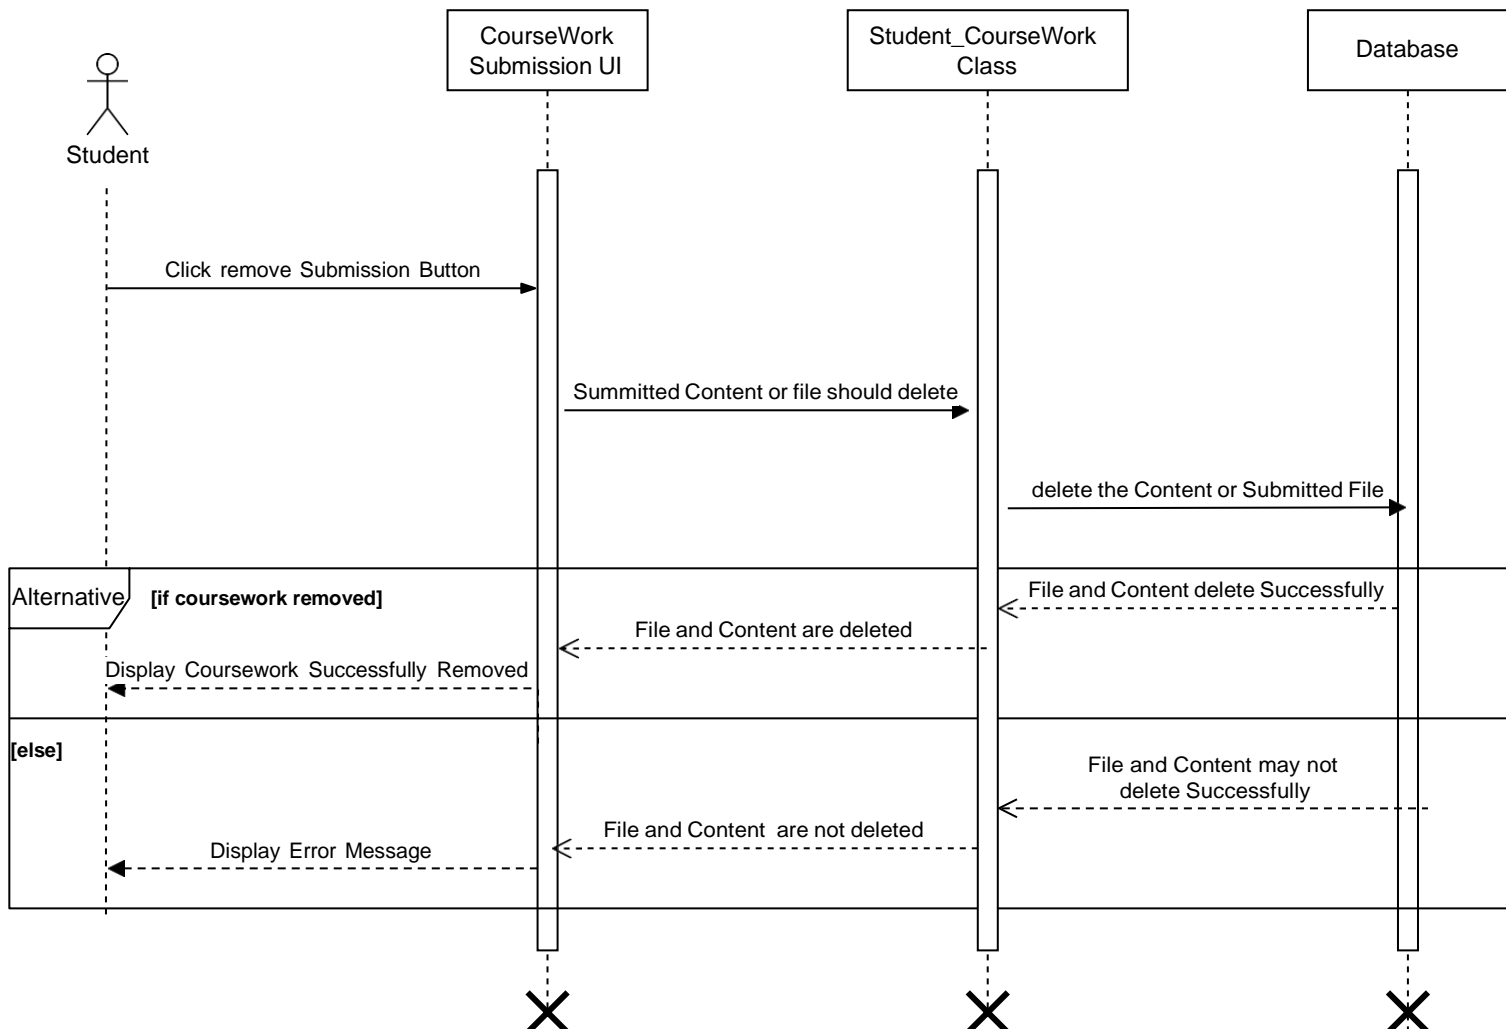 CourseWork
Submission UI
Student_CourseWork
Class
Database
Student
Click remove Submission Button
Summitted Content or file should delete
delete the Content or Submitted File
Alternative
[if coursework removed]
File and Content delete Successfully
File and Content are deleted
Display Coursework Successfully Removed
[else]
File and Content may not
delete Successfully
File and Content are not deleted
Display Error Message